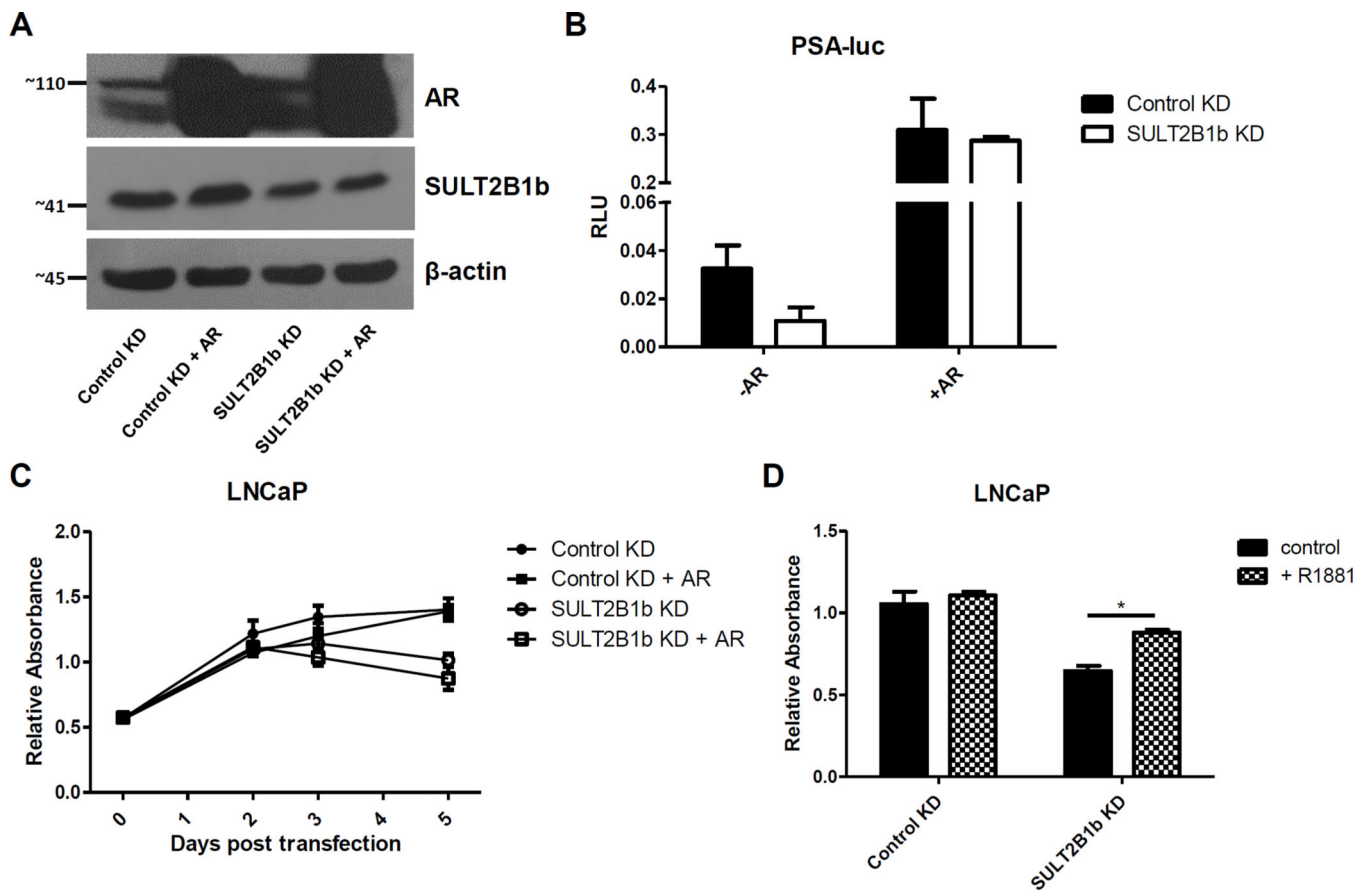 A
~110
AR
SULT2B1b
~41
~45
β-actin
Control KD
Control KD + AR
SULT2B1b KD
SULT2B1b KD + AR
B
PSA-luc
0.4
0.3
0.2
0.06
0.04
0.02
0.00
RLU
-AR
+AR
Control KD
SULT2B1b KD
C
LNCaP
2.0
1.5
1.0
0.5
0.0
Relative Absorbance
0 1 2 3 4 5
Days post transfection
Control KD
Control KD + AR
SULT2B1b KD
SULT2B1b KD + AR
D
LNCaP
1.5
1.0
0.5
0.0
Relative Absorbance
*
Control KD
SULT2B1b KD
control
+ R1881